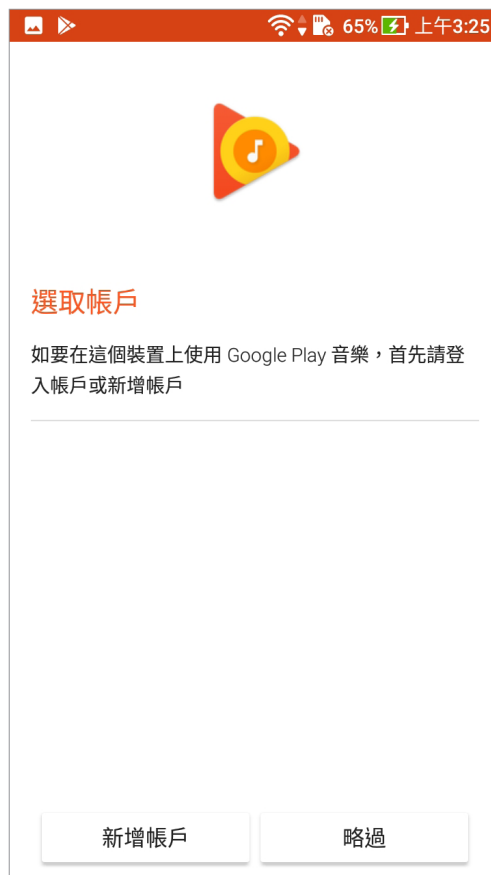 65% 上午3:25
選取帳戶
如要在這個裝置上使用 Google Play 音樂，首先請登
入帳戶或新增帳戶
新增帳戶 略過